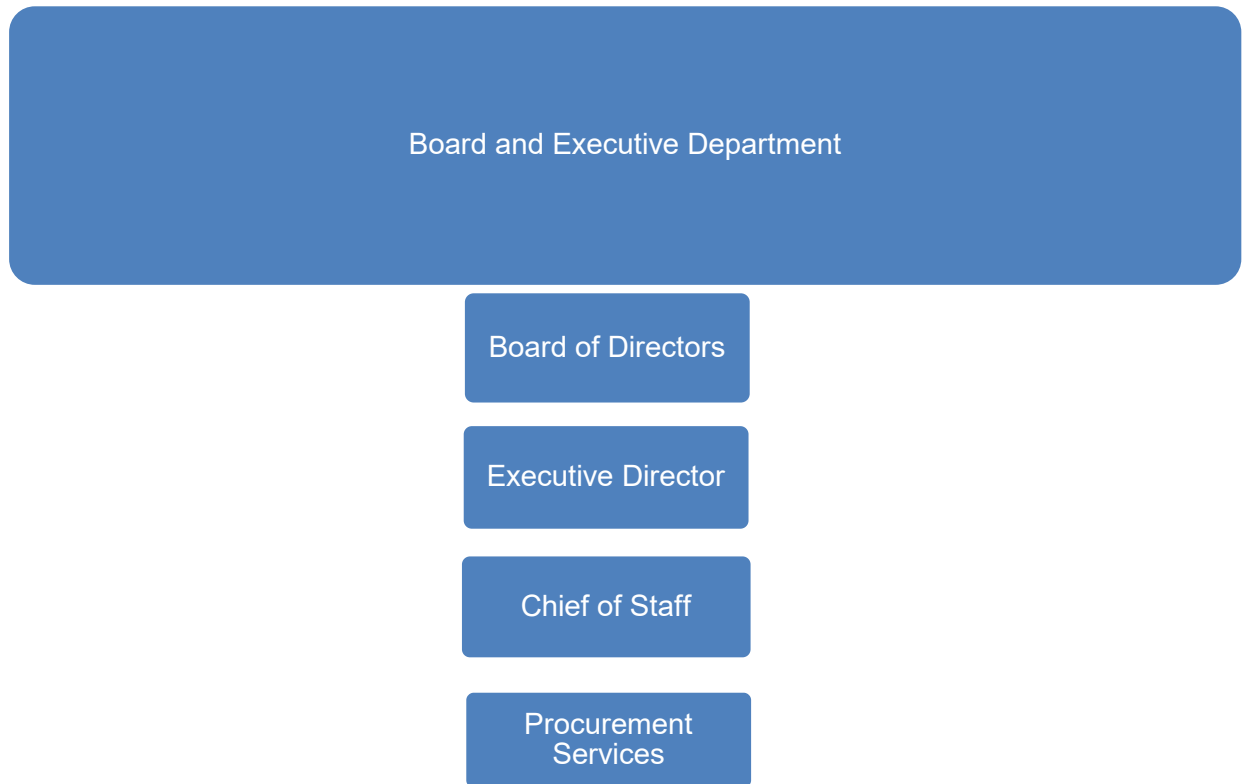 Board and Executive Department
Board of Directors
Executive Director
Chief of Staff
Procurement
Services